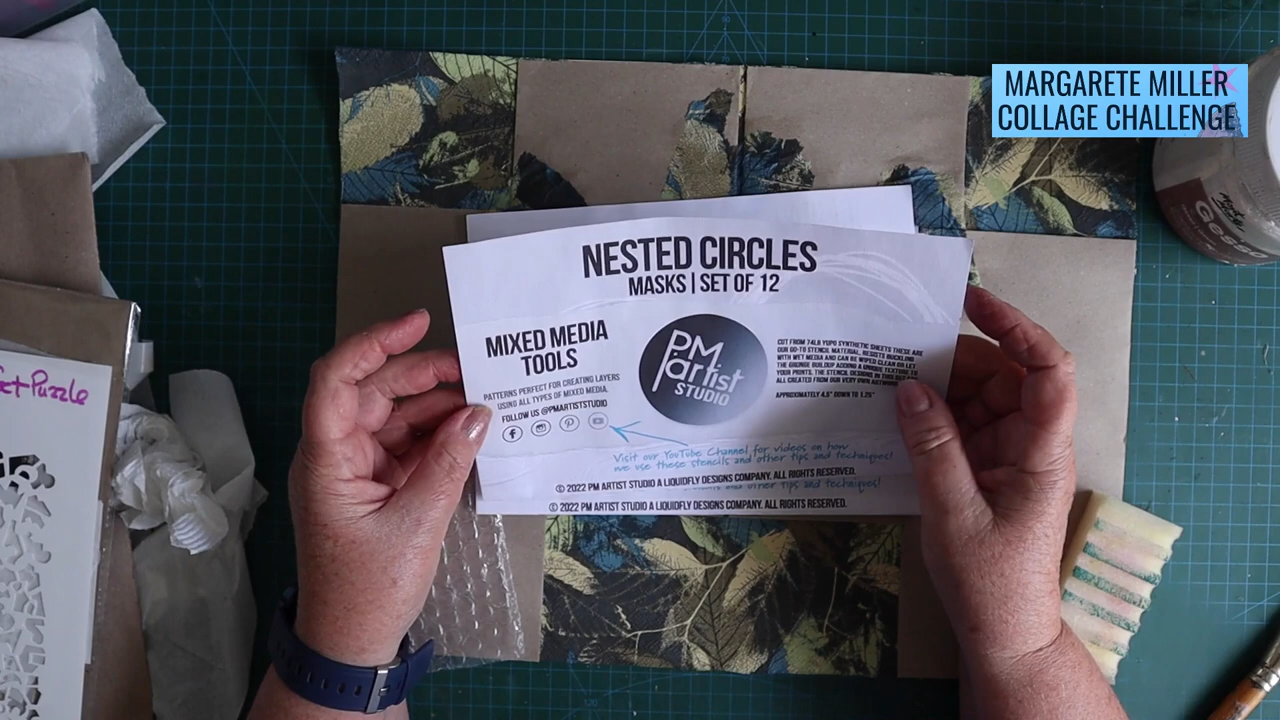 MARGARETE MILLER
COLLAGE CHALLENGE
NESTED CIRCLES
MASKS | SET OF 12
MIXED MEDIA
TOOLS
PATTERNS PERFECT FOR CREATING LAYERS
USING ALL TYPES OF MIXED MEDIA.
FOLLOW US @PMARTISTSTUDIO
PM
Artist
STUDIO
CUT FROM 74LB YUPO SYNTHETIC SHEETS THESE ARE
OUR GO-TO STENCIL MATERIAL. RESISTS BUCKLING
WITH WET MEDIA AND CAN BE WIPED CLEAN OR LET
THE GRUNGE BUILDUP ADDING A UNIQUE TEXTURE TO
YOUR PRINTS. THE STENCIL DESIGNS IN THIS SET
ALL CREATED FROM OUR VERY OWN ARTWORK
APPROXIMATELY 4.5" DOWN TO 1.25"
Visit our YouTube Channel for videos on how
we use these stencils and other tips and techniques!
© 2022 PM ARTIST STUDIO A LIQUIDFLY DESIGNS COMPANY. ALL RIGHTS RESERVED.
and other tips and techniques!
© 2022 PM ARTIST STUDIO A LIQUIDFLY DESIGNS COMPANY. ALL RIGHTS RESERVED.
Puzzle
Gesso